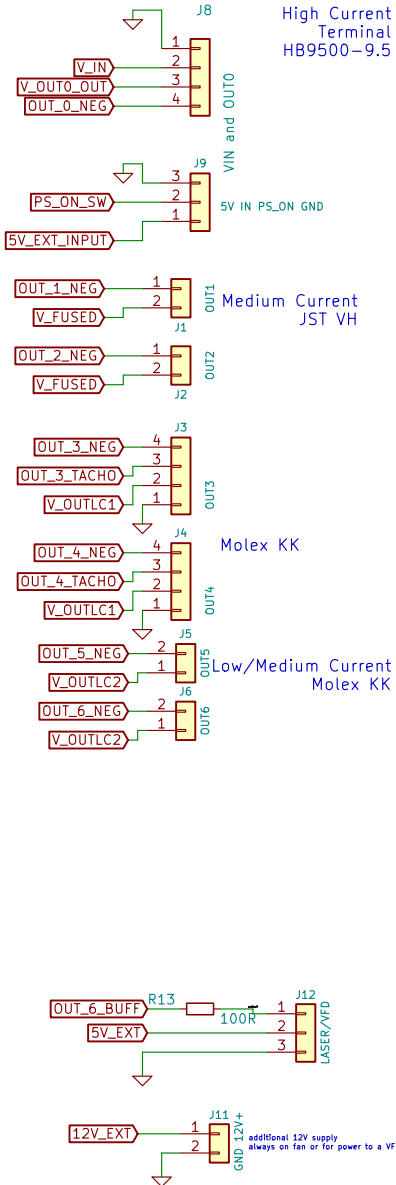 J8
High Current
Terminal
HB9500-9.5
1
V_IN
2
V_OUT0_OUT
3
OUT_0_NEG
4
VIN and OUT0
J9
3
PS_ON_SW
2
5V IN PS_ON GND
1
5V_EXT_INPUT
OUT_1_NEG
1
V_FUSED
2
OUT1
J1
Medium Current
JST VH
OUT_2_NEG
1
V_FUSED
2
OUT2
J2
J3
OUT_3_NEG
4
OUT_3_TACHO
3
V_OUTLC1
2
1
OUT3
J4
Molex KK
OUT_4_NEG
4
OUT_4_TACHO
3
V_OUTLC1
2
1
OUT4
J5
OUT_5_NEG
2
V_OUTLC2
1
OUT5
Low/Medium Current
Molex KK
J6
OUT_6_NEG
2
V_OUTLC2
1
OUT6
OUT_6_BUFF
R13
100R
J12
1
5V_EXT
2
3
LASER/VFD
J11
12V_EXT
1
2
GND 12V+
additional 12V supply
always on fan or for power to a VF